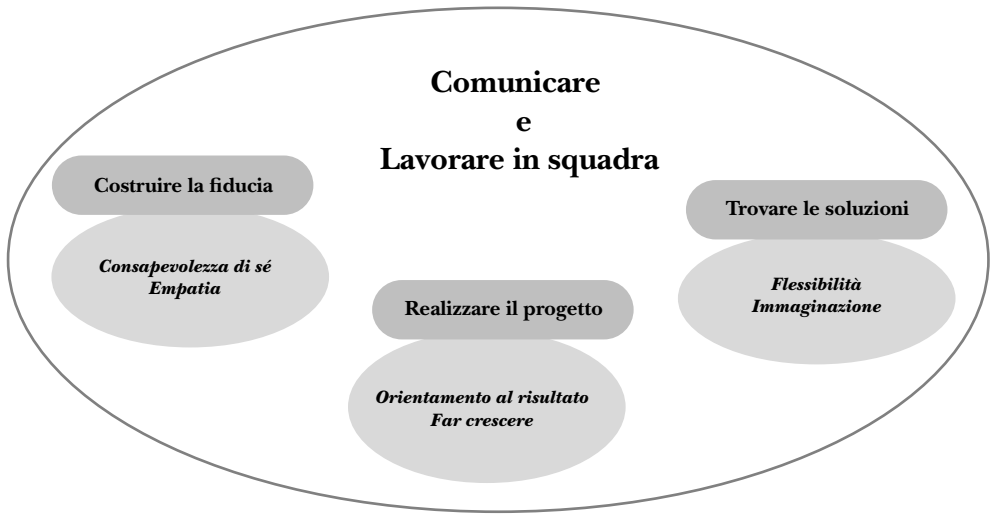 Comunicare
e
Lavorare in squadra
Costruire la fiducia
Consapevolezza di sé
Empatia
Realizzare il progetto
Orientamento al risultato
Far crescere
Trovare le soluzioni
Flessibilità
Immaginazione